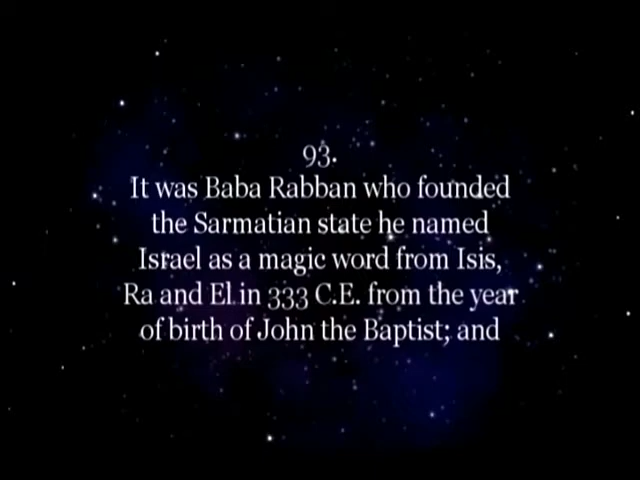 93.
It was Baba Rabban who founded
the Sarmatian state he named
Israel as a magic word from Isis,
Ra and El in 333 C.E. from the year
of birth of John the Baptist; and